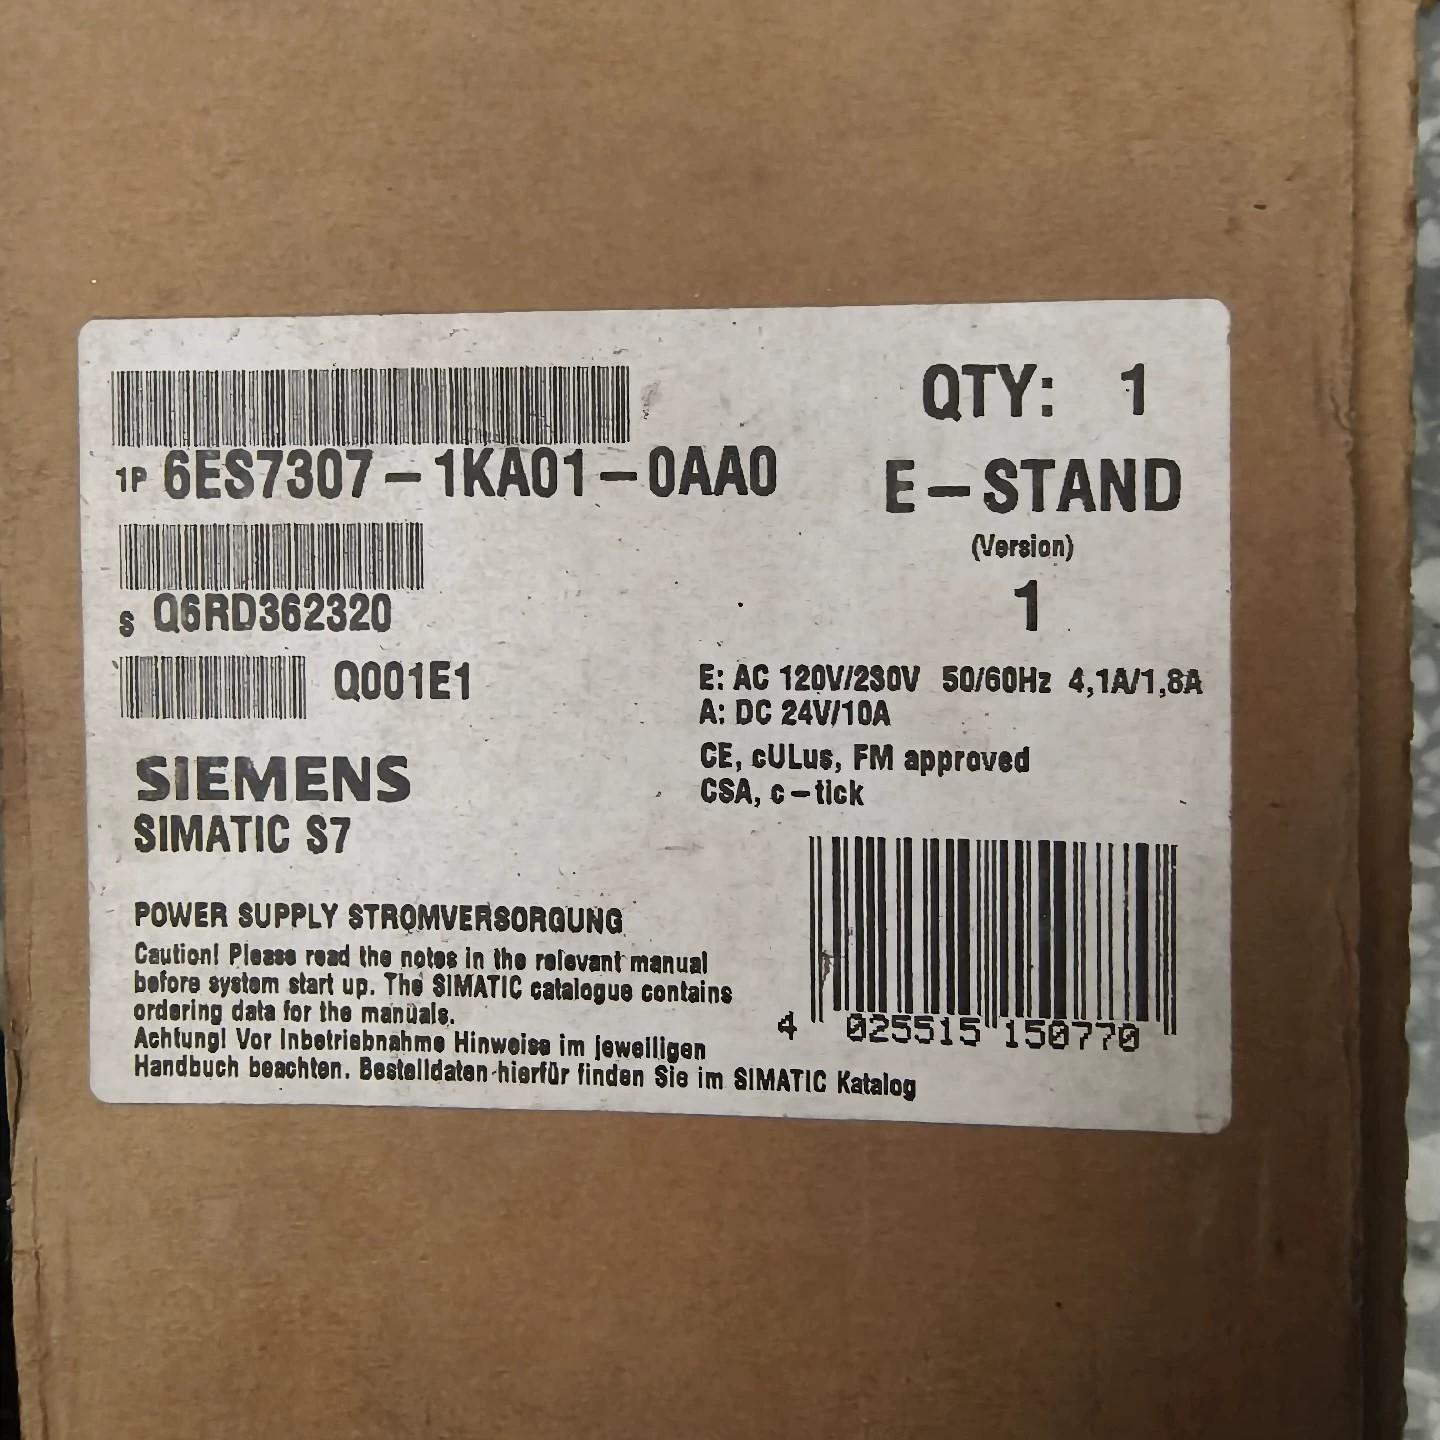 1P 6ES7307-1KA01-0AA0
QTY: 1
E-STAND
(Version)
1
S Q6RD362320
Q001E1
E: AC 120V/230V 50/60Hz 4,1A/1,8A
A: DC 24V/10A
CE, cULus, FM approved
CSA, c-tick
SIEMENS
SIMATIC S7
POWER SUPPLY STROMVERSORGUNG
Caution! Please read the notes in the relevant manual
before system start up. The SIMATIC catalogue contains
ordering data for the manuals.
Achtung! Vor Inbetriebnahme Hinweise im jeweiligen
Handbuch beachten. Bestelldaten hierfür finden Sie im SIMATIC Katalog
4 025515 150770